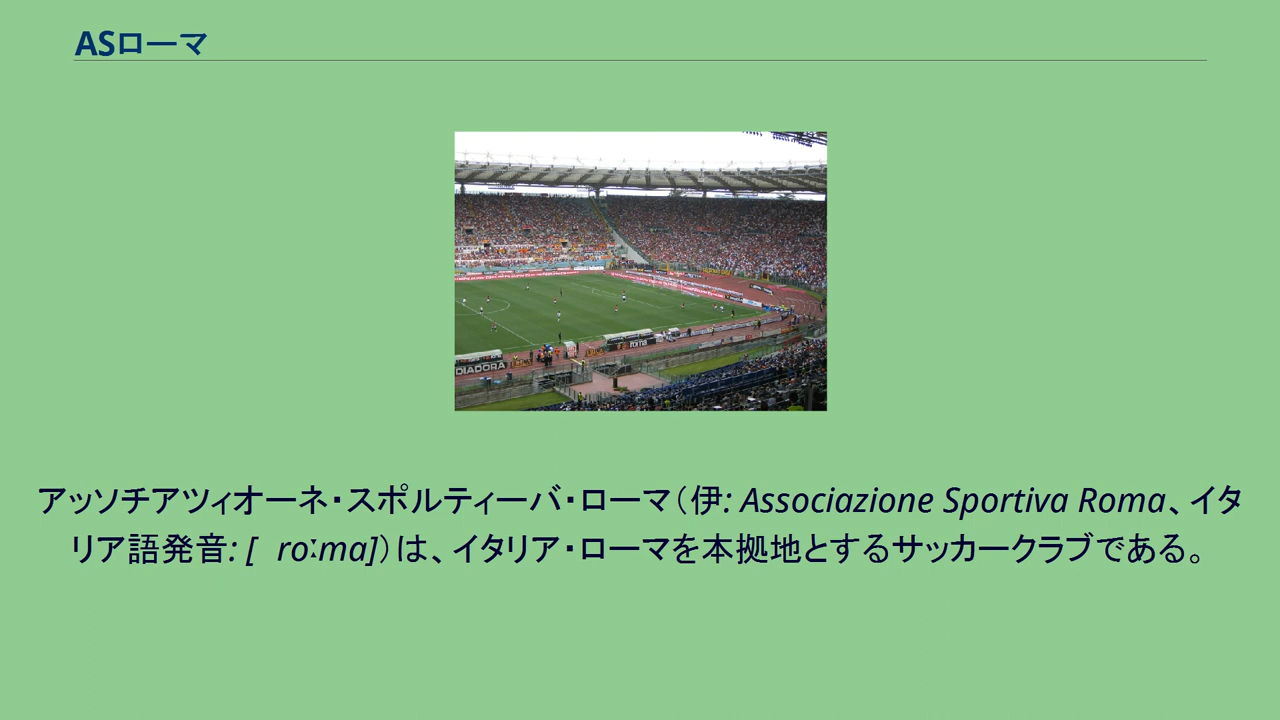 ASローマ
DIADORA
roma
アッソチアツィオーネ・スポルティーバ・ローマ（伊: Associazione Sportiva Roma、イタ
リア語発音: [ roːma]）は、イタリア・ローマを本拠地とするサッカークラブである。